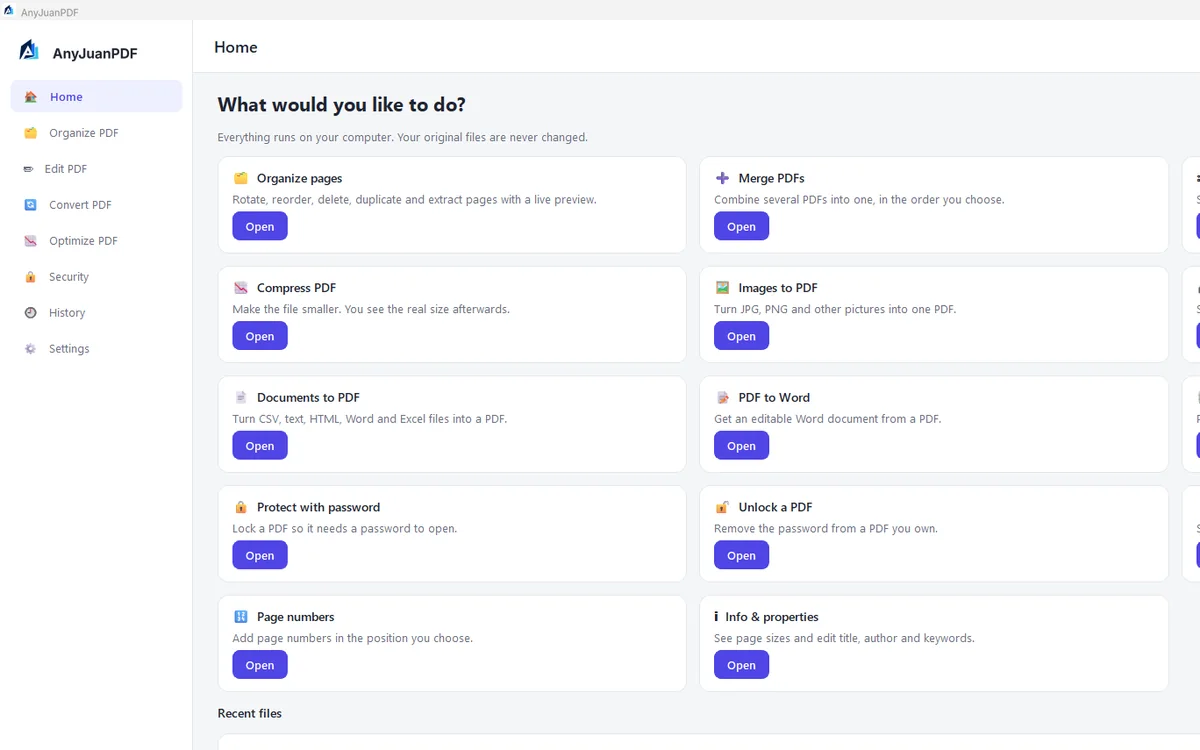 AnyJuanPDF
AnyJuanPDF
Home
Organize PDF
Edit PDF
Convert PDF
Optimize PDF
Security
History
Settings
Home
What would you like to do?
Everything runs on your computer. Your original files are never changed.
Organize pages
Rotate, reorder, delete, duplicate and extract pages with a live preview.
Open
Merge PDFs
Combine several PDFs into one, in the order you choose.
Open
Compress PDF
Make the file smaller. You see the real size afterwards.
Open
Images to PDF
Turn JPG, PNG and other pictures into one PDF.
Open
Documents to PDF
Turn CSV, text, HTML, Word and Excel files into a PDF.
Open
PDF to Word
Get an editable Word document from a PDF.
Open
Protect with password
Lock a PDF so it needs a password to open.
Open
Unlock a PDF
Remove the password from a PDF you own.
Open
Page numbers
Add page numbers in the position you choose.
Open
Info & properties
See page sizes and edit title, author and keywords.
Open
Recent files